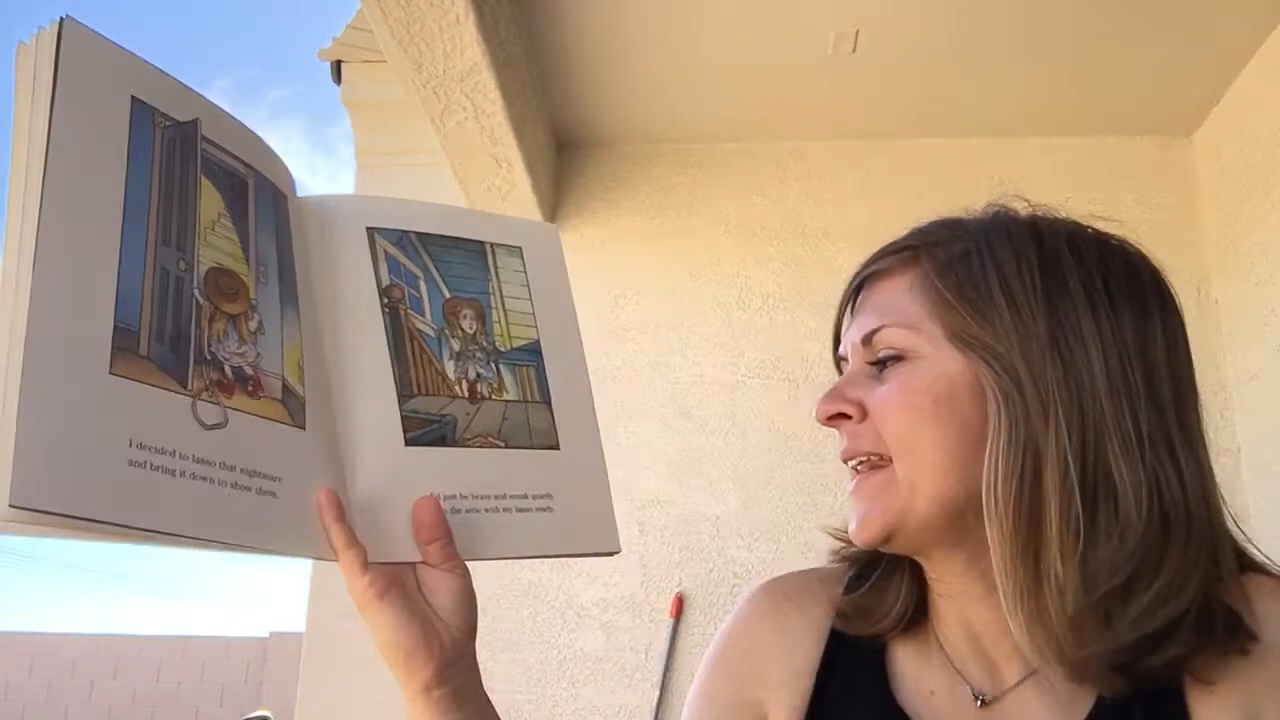 I decided to lasso that nightmare
and bring it down to show them.
I'd just be brave and sneak quietly
the attic with my lasso ready.